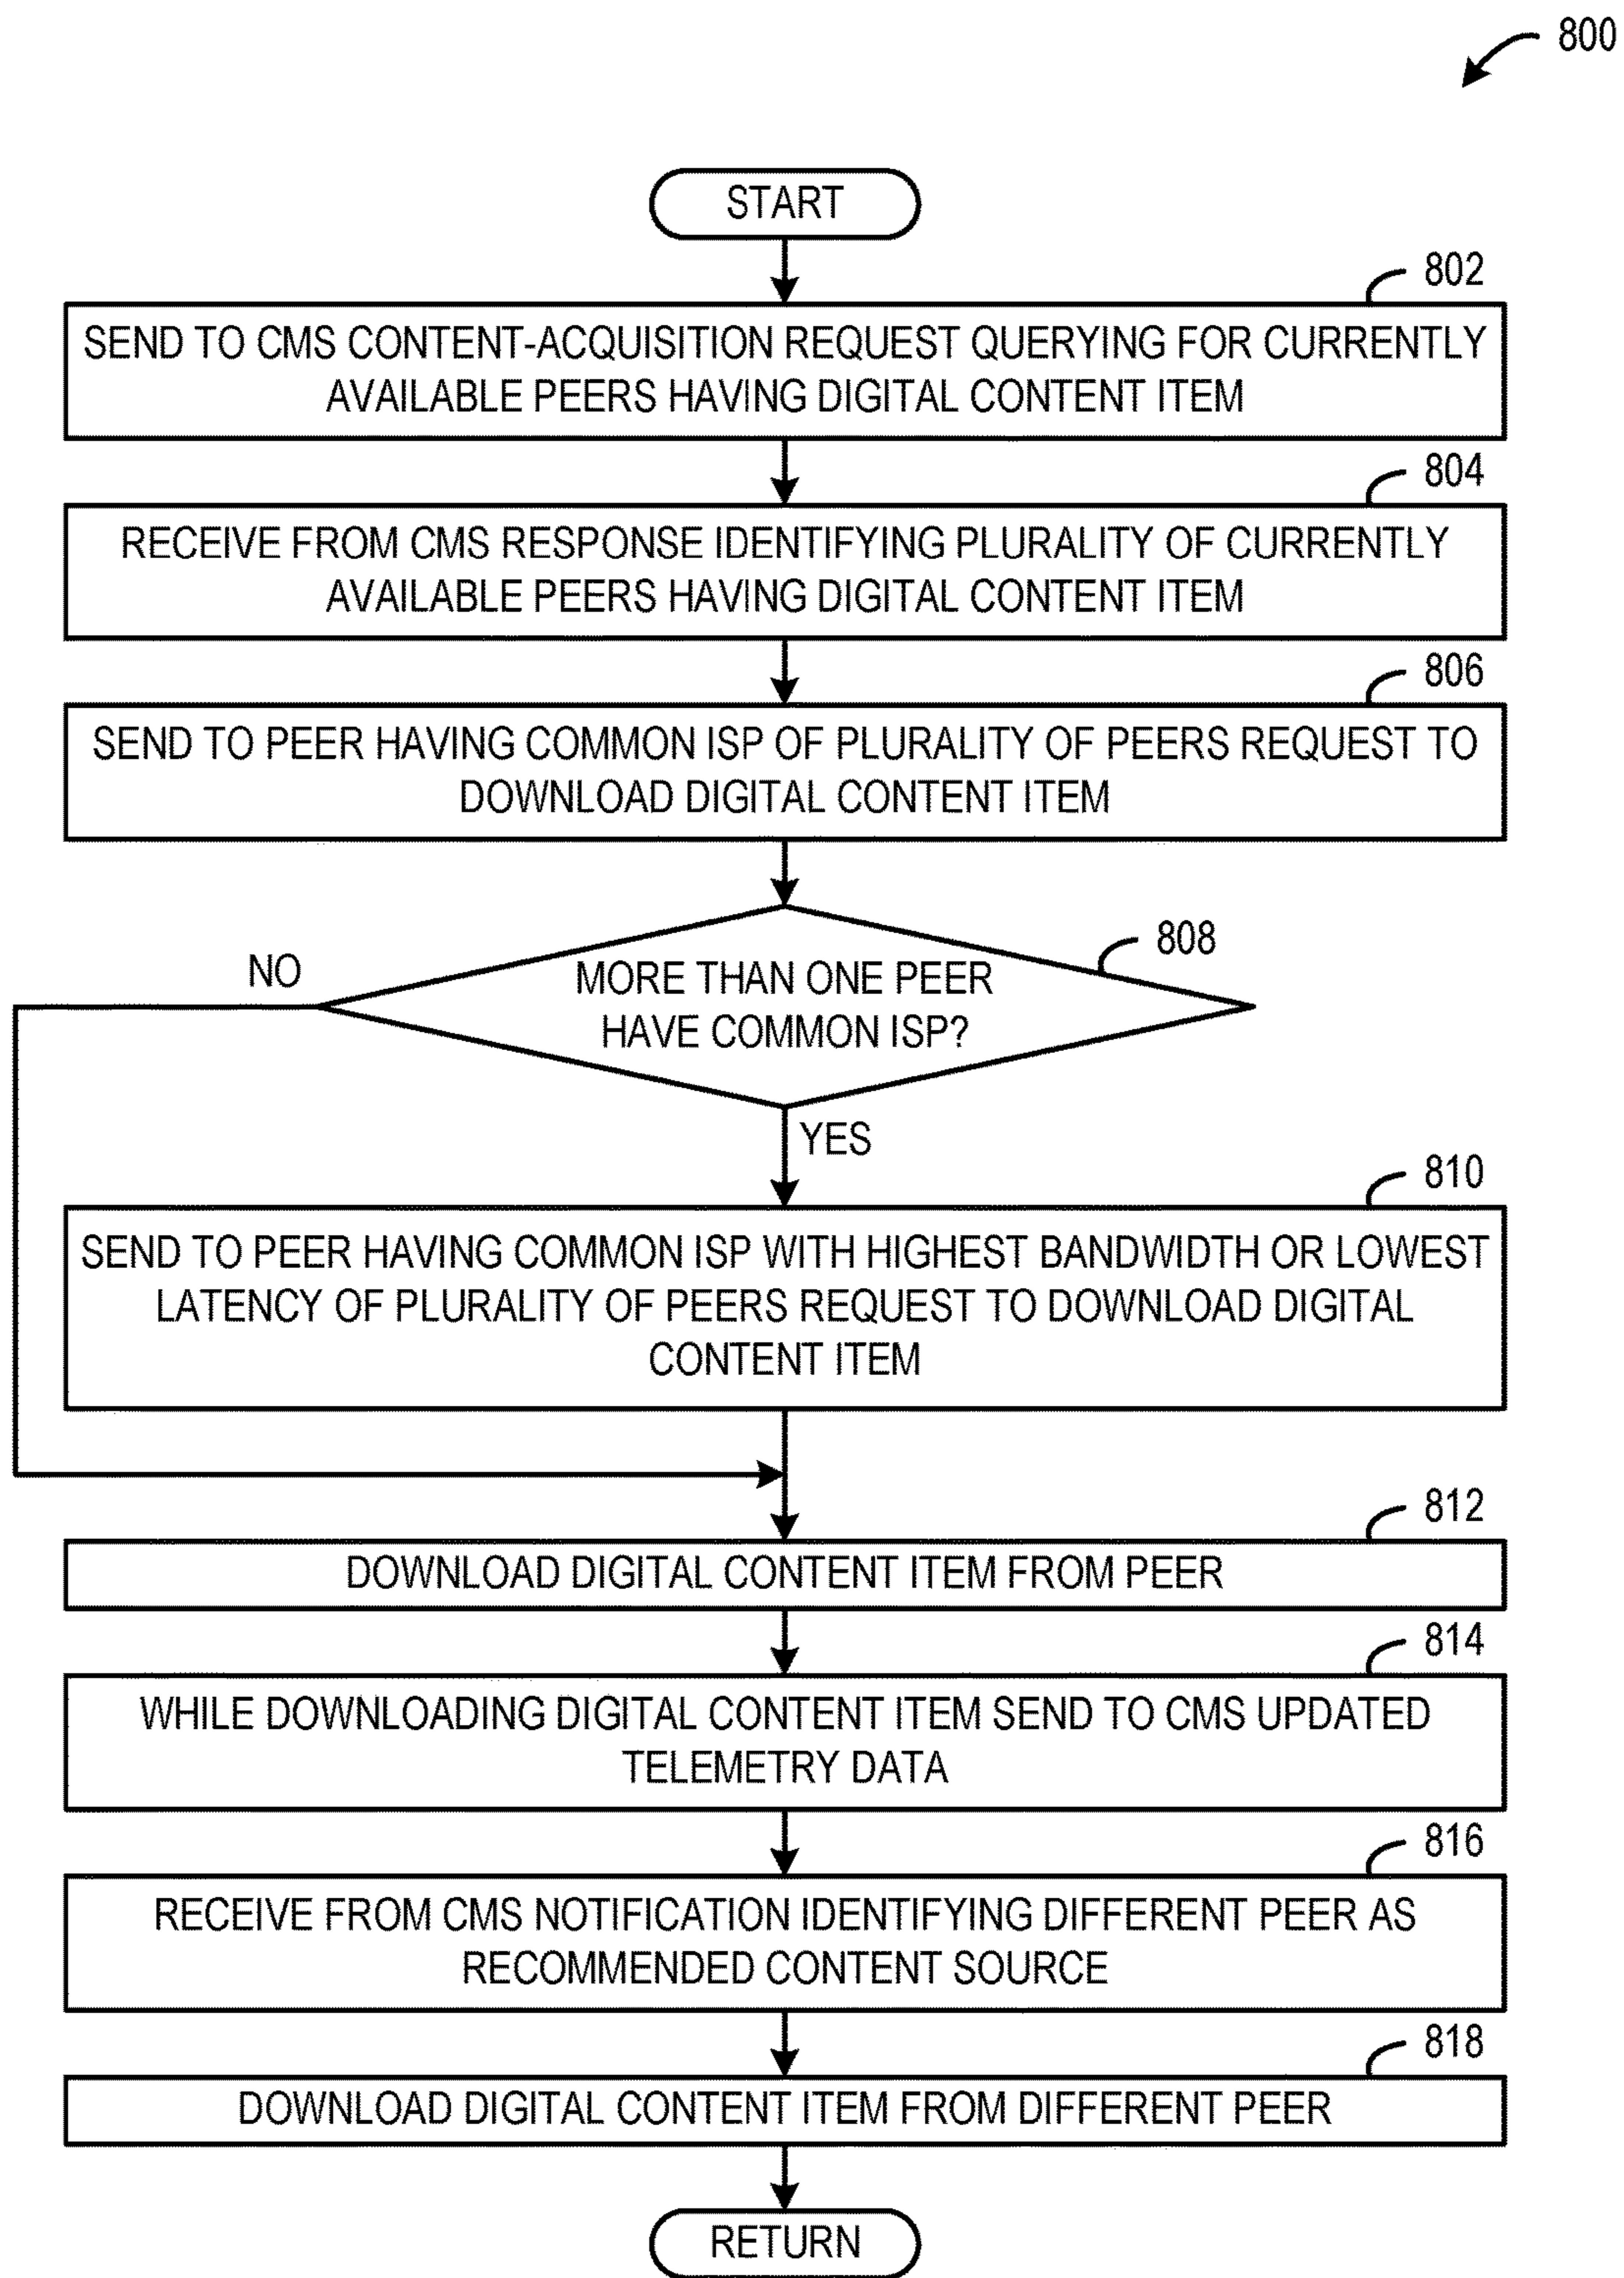 800
START
802
SEND TO CMS CONTENT-ACQUISITION REQUEST QUERYING FOR CURRENTLY
AVAILABLE PEERS HAVING DIGITAL CONTENT ITEM
804
RECEIVE FROM CMS RESPONSE IDENTIFYING PLURALITY OF CURRENTLY
AVAILABLE PEERS HAVING DIGITAL CONTENT ITEM
806
SEND TO PEER HAVING COMMON ISP OF PLURALITY OF PEERS REQUEST TO
DOWNLOAD DIGITAL CONTENT ITEM
808
NO
MORE THAN ONE PEER
HAVE COMMON ISP?
YES
810
SEND TO PEER HAVING COMMON ISP WITH HIGHEST BANDWIDTH OR LOWEST
LATENCY OF PLURALITY OF PEERS REQUEST TO DOWNLOAD DIGITAL
CONTENT ITEM
812
DOWNLOAD DIGITAL CONTENT ITEM FROM PEER
814
WHILE DOWNLOADING DIGITAL CONTENT ITEM SEND TO CMS UPDATED
TELEMETRY DATA
816
RECEIVE FROM CMS NOTIFICATION IDENTIFYING DIFFERENT PEER AS
RECOMMENDED CONTENT SOURCE
818
DOWNLOAD DIGITAL CONTENT ITEM FROM DIFFERENT PEER
RETURN